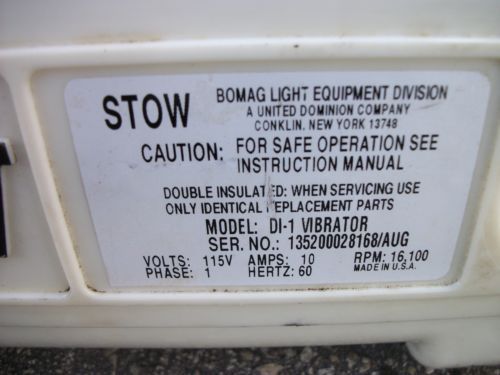 STOW
BOMAG LIGHT EQUIPMENT DIVISION
A UNITED DOMINION COMPANY
CONKLIN, NEW YORK 13748
CAUTION: FOR SAFE OPERATION SEE
INSTRUCTION MANUAL
DOUBLE INSULATED: WHEN SERVICING USE
ONLY IDENTICAL REPLACEMENT PARTS
MODEL: DI-1 VIBRATOR
SER. NO.: 135200028168/AUG
VOLTS: 115V AMPS: 10 RPM: 16,100
PHASE: 1 HERTZ: 60 MADE IN U.S.A.